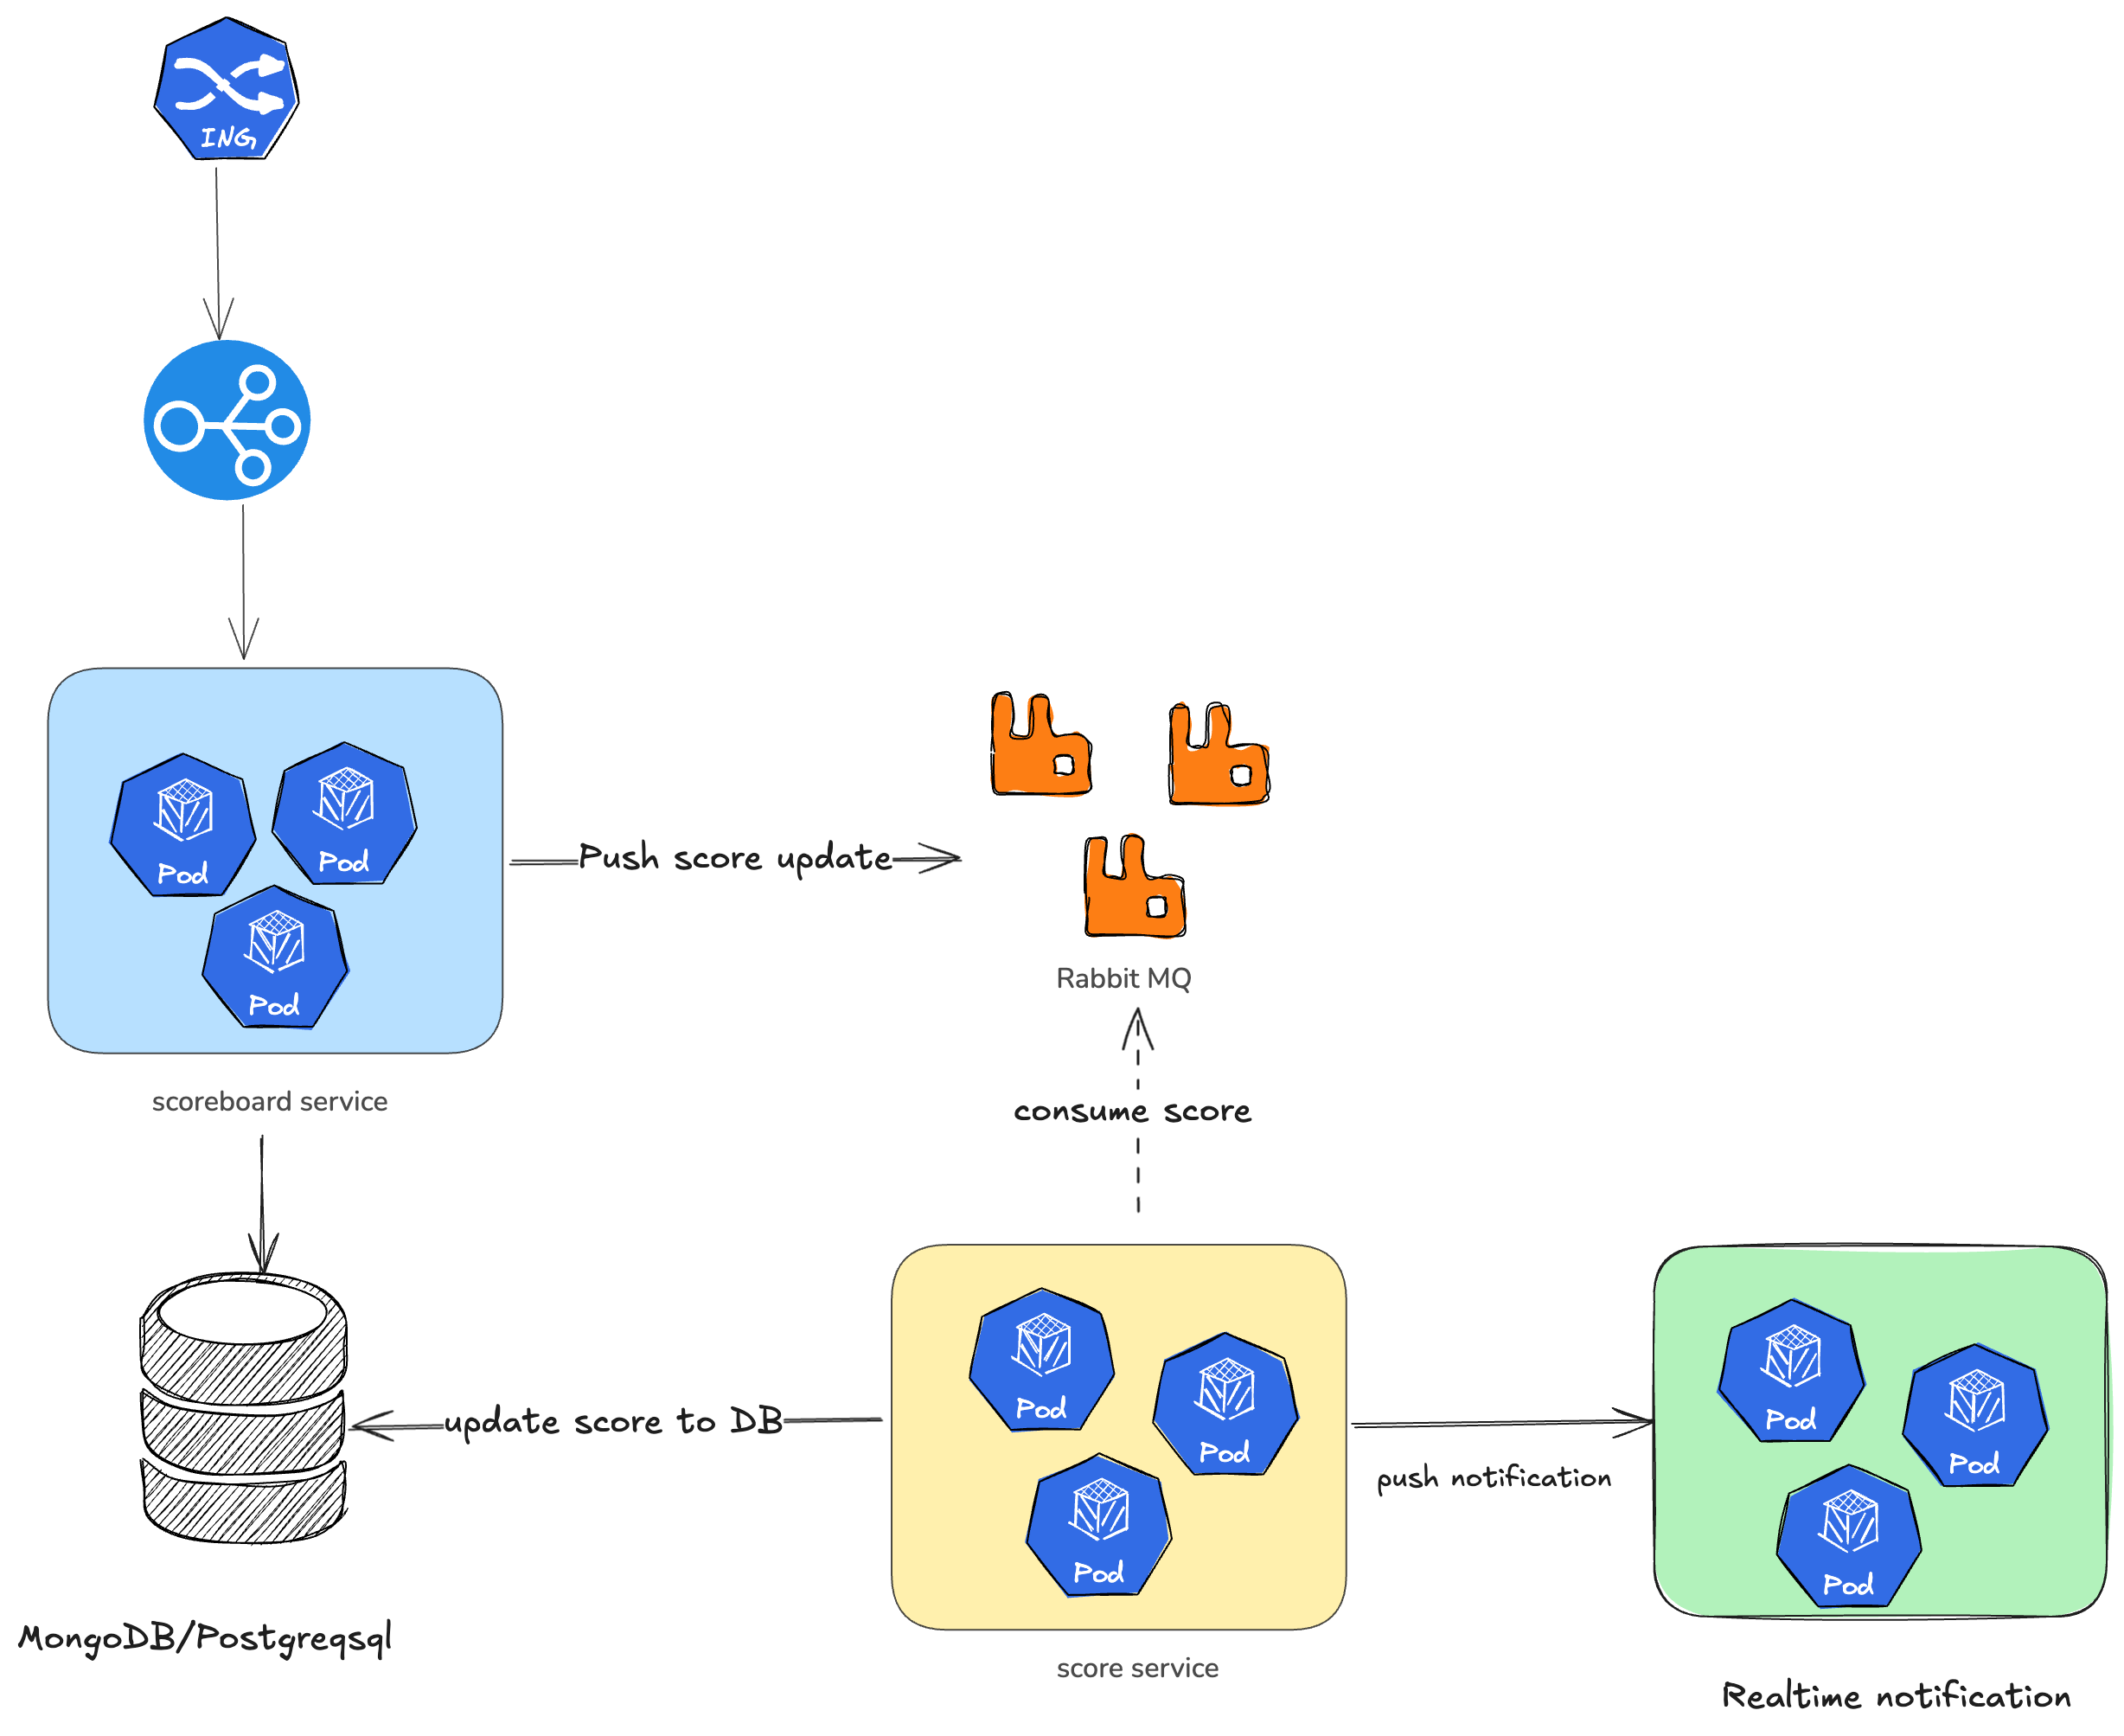 ING
Pod
Pod
Pod
Push score update
Rabbit MQ
scoreboard service
consume score
Pod
Pod
Pod
update score to DB
push notification
Pod
Pod
Pod
MongoDB/Postgreqsql
score service
Realtime notification